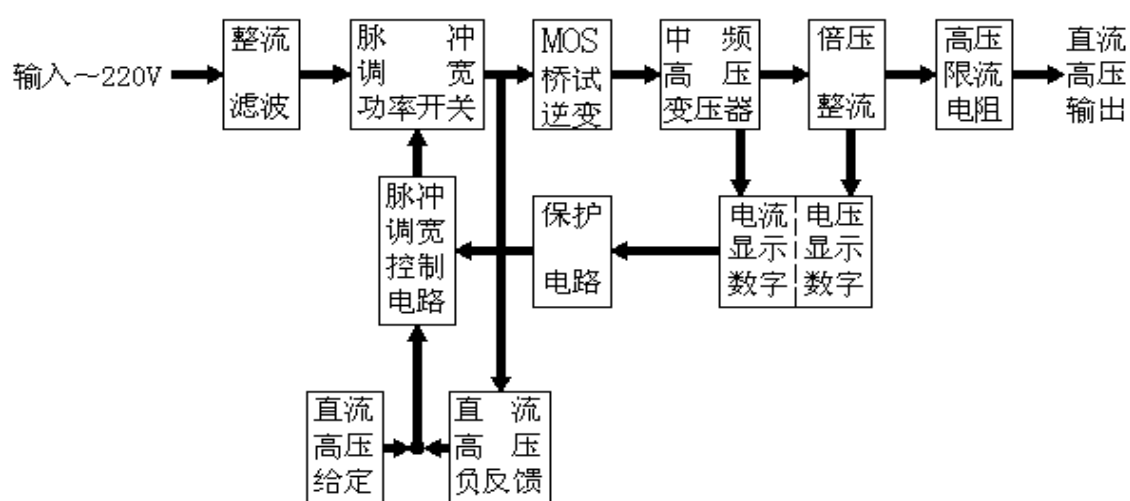 输入～220V
整流
滤波
脉 冲
调 宽
功率开关
MOS
桥试
逆变
中 频
高 压
变压器
倍压
整流
高压
限流
电阻
直流
高压
输出
脉冲
调宽
控制
电路
保护
电路
电流
显示
数字
电压
显示
数字
直流
高压
给定
直 流
高 压
负反馈